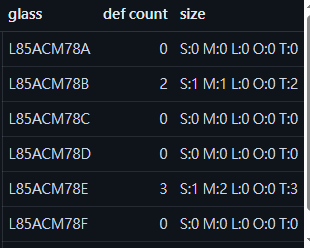 glass def count size
L85ACM78A 0 S:0 M:0 L:0 O:0 T:0
L85ACM78B 2 S:1 M:1 L:0 O:0 T:2
L85ACM78C 0 S:0 M:0 L:0 O:0 T:0
L85ACM78D 0 S:0 M:0 L:0 O:0 T:0
L85ACM78E 3 S:1 M:2 L:0 O:0 T:3
L85ACM78F 0 S:0 M:0 L:0 O:0 T:0